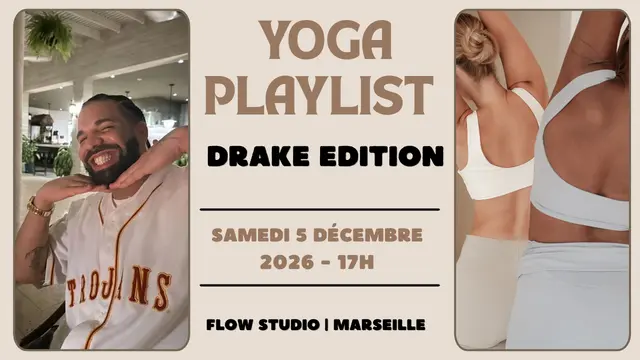 YOGA
PLAYLIST
DRAKE EDITION
SAMEDI 5 DÉCEMBRE
2026 - 17H
FLOW STUDIO | MARSEILLE
TROJANS